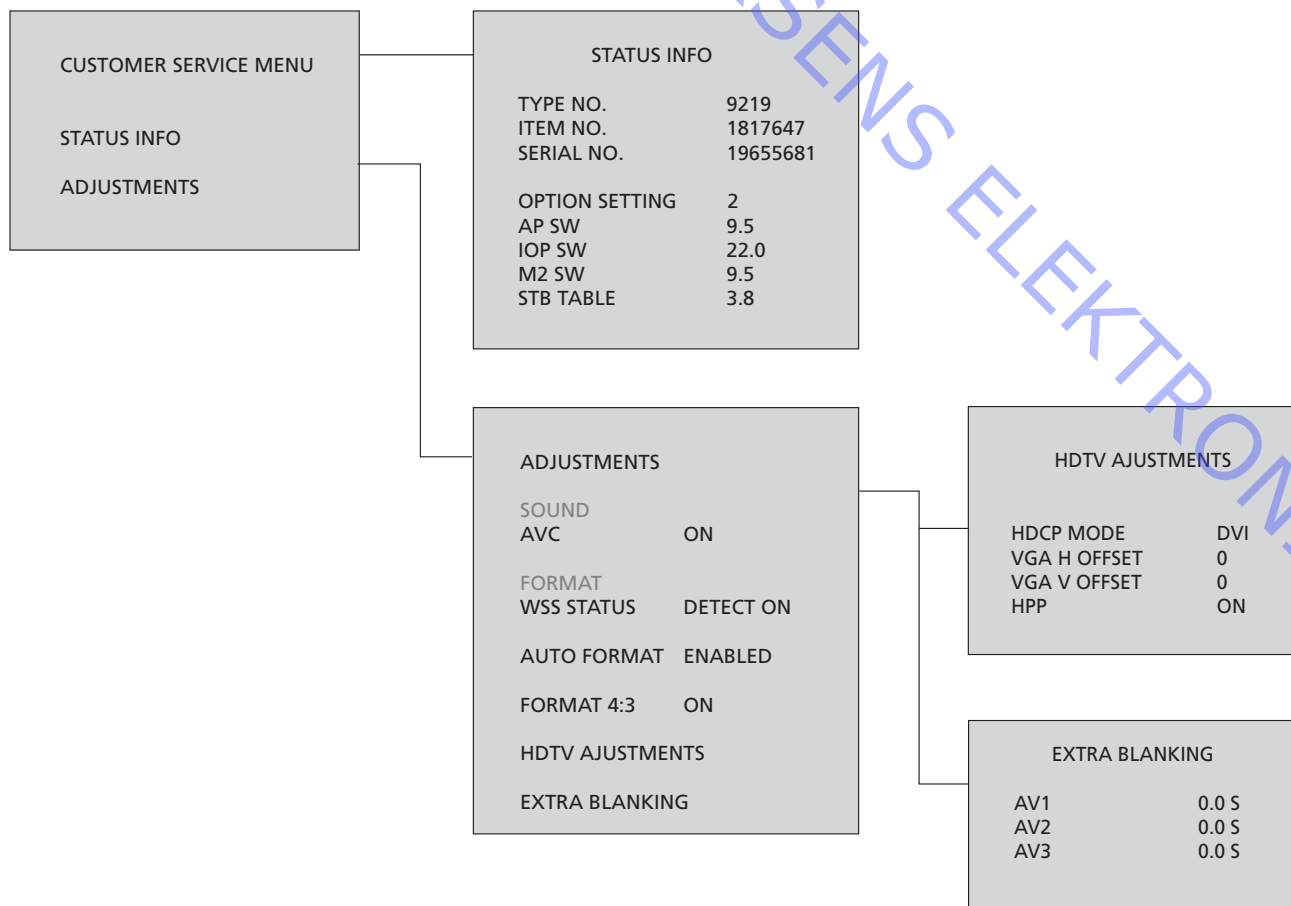 CUSTOMER SERVICE MENU
STATUS INFO
ADJUSTMENTS
STATUS INFO
TYPE NO. 9219
ITEM NO. 1817647
SERIAL NO. 19655681
OPTION SETTING 2
AP SW 9.5
IOP SW 22.0
M2 SW 9.5
STB TABLE 3.8
ADJUSTMENTS
SOUND
AVC ON
FORMAT
WSS STATUS DETECT ON
AUTO FORMAT ENABLED
FORMAT 4:3 ON
HDTV AJUSTMENTS
EXTRA BLANKING
HDTV AJUSTMENTS
HDCP MODE DVI
VGA H OFFSET 0
VGA V OFFSET 0
HPP ON
EXTRA BLANKING
AV1 0.0 S
AV2 0.0 S
AV3 0.0 S